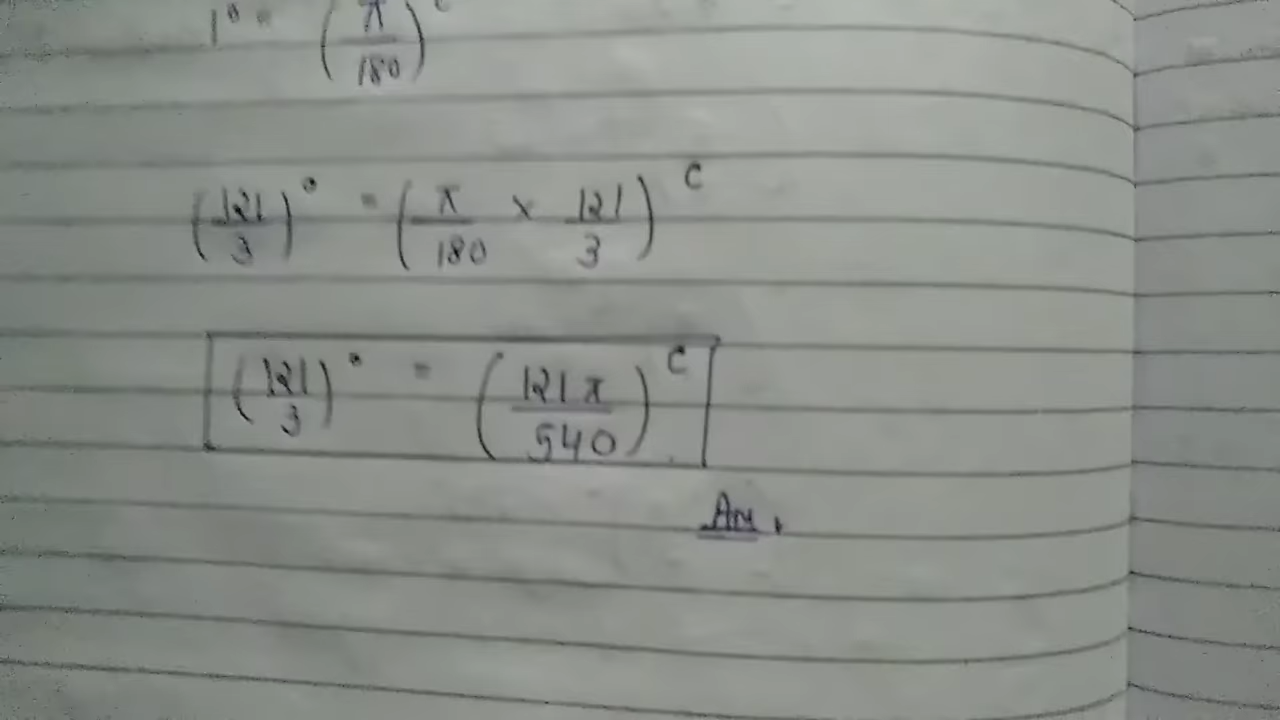 1° = (π/180)ᶜ
(121/3)° = (π/180 × 121/3)ᶜ
(121/3)° = (121π/540)ᶜ
Ans.